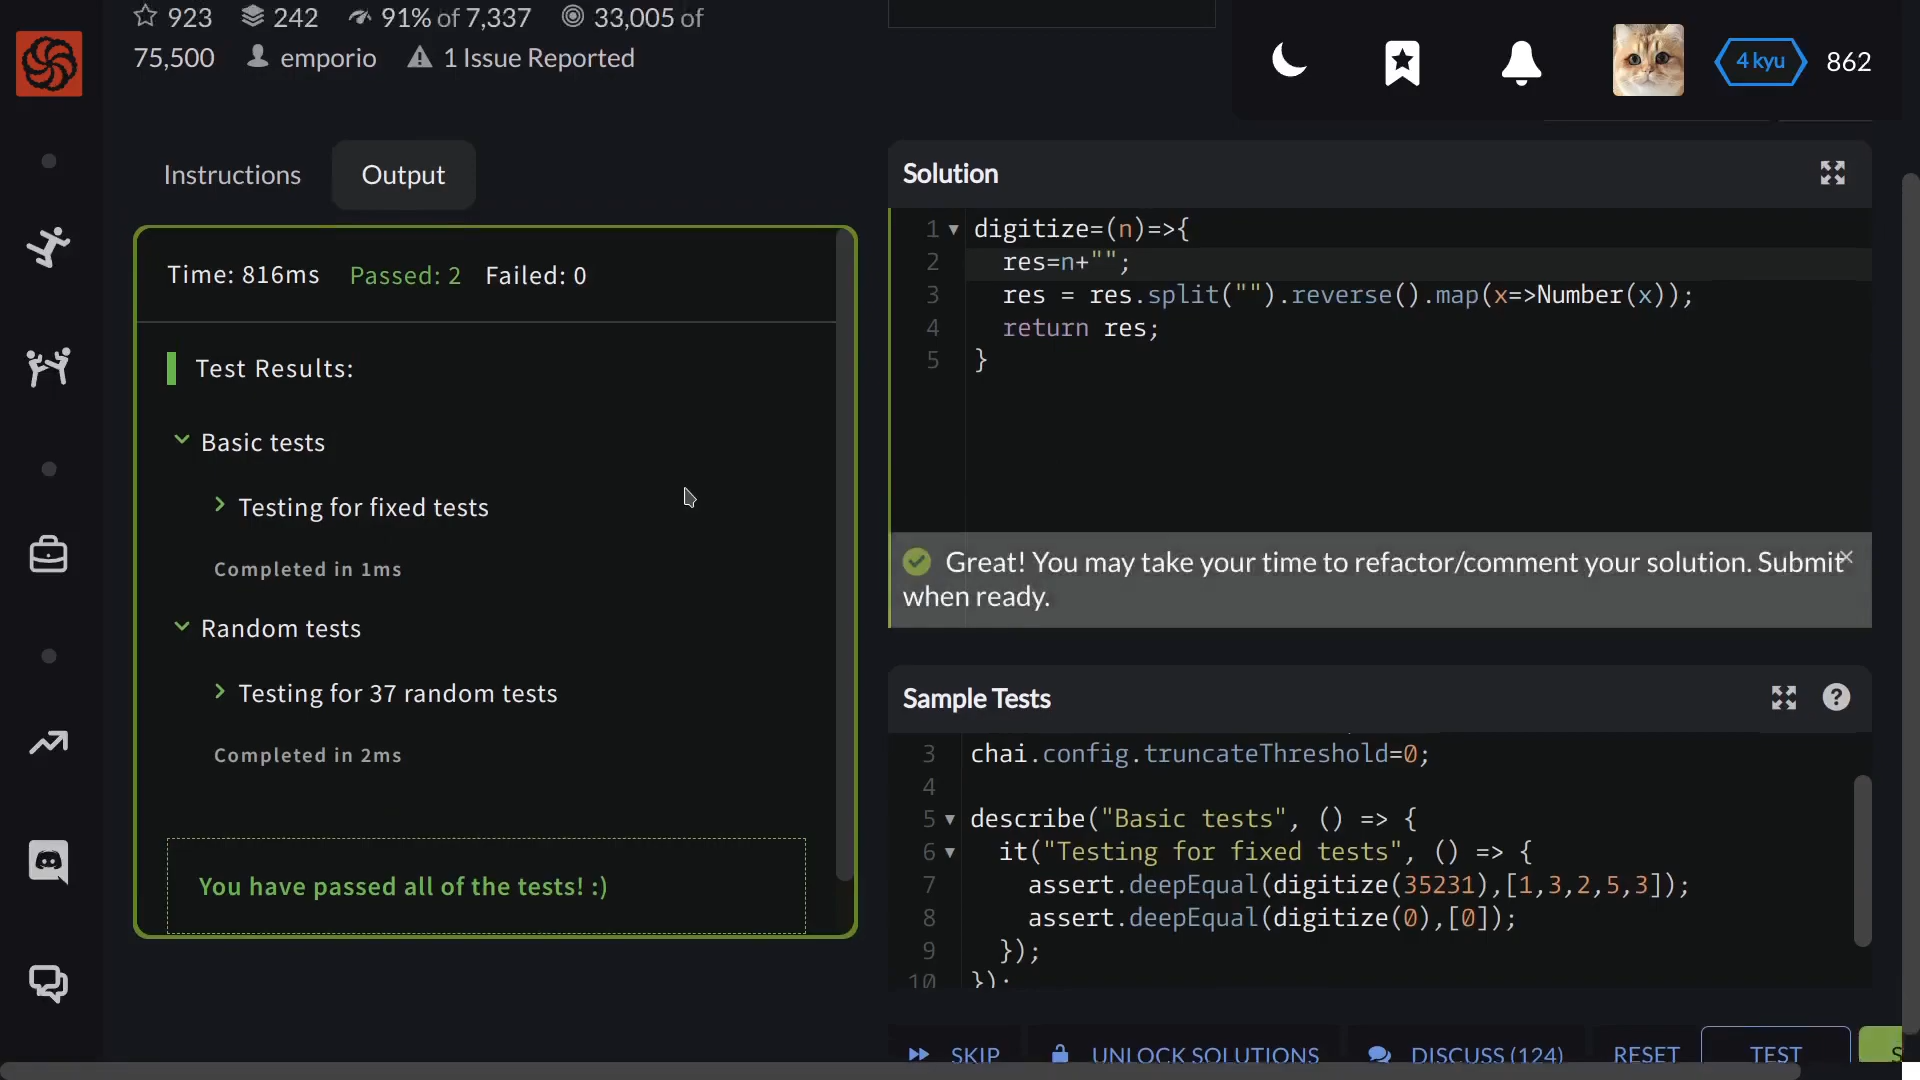 923 242 91% of 7,337 33,005 of
75,500 emporio 1 Issue Reported
4 kyu 862
Instructions Output
Time: 816ms Passed: 2 Failed: 0
Test Results:
Basic tests
Testing for fixed tests
Completed in 1ms
Random tests
Testing for 37 random tests
Completed in 2ms
You have passed all of the tests! :)
Solution
1 digitize=(n)=>{
2 res=n+"";
3 res = res.split("").reverse().map(x=>Number(x));
4 return res;
5 }
Great! You may take your time to refactor/comment your solution. Submit
when ready.
Sample Tests
3 chai.config.truncateThreshold=0;
4
5 describe("Basic tests", () => {
6 it("Testing for fixed tests", () => {
7 assert.deepEqual(digitize(35231),[1,3,2,5,3]);
8 assert.deepEqual(digitize(0),[0]);
9 });
10 });
SKIP UNLOCK SOLUTIONS DISCUSS (124) RESET TEST